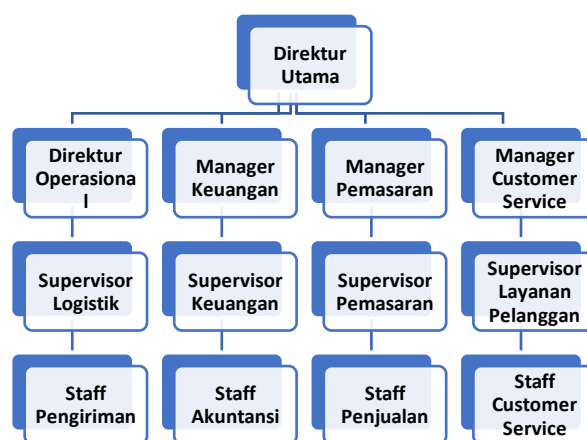 Direktur
Utama
Direktur
Operasiona
l
Manager
Keuangan
Manager
Pemasaran
Manager
Customer
Service
Supervisor
Logistik
Supervisor
Keuangan
Supervisor
Pemasaran
Supervisor
Layanan
Pelanggan
Staff
Pengiriman
Staff
Akuntansi
Staff
Penjualan
Staff
Customer
Service